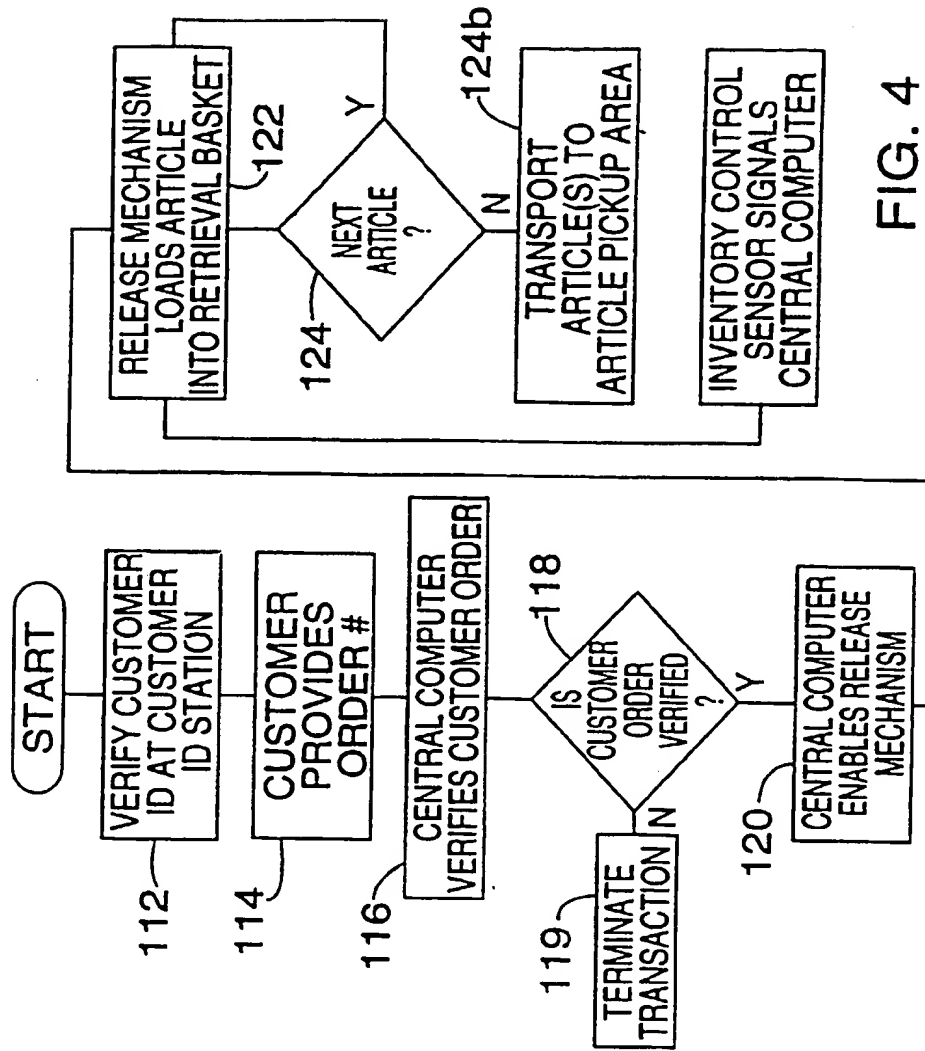 START
VERIFY CUSTOMER
ID AT CUSTOMER
ID STATION
112
CUSTOMER
PROVIDES
ORDER #
114
CENTRAL COMPUTER
VERIFIES CUSTOMER ORDER
116
IS
CUSTOMER
ORDER
VERIFIED
?
118
N
TERMINATE
TRANSACTION
119
Y
CENTRAL COMPUTER
ENABLES RELEASE
MECHANISM
120
RELEASE MECHANISM
LOADS ARTICLE
INTO RETRIEVAL BASKET
122
NEXT
ARTICLE
?
124
Y
N
TRANSPORT
ARTICLE(S) TO
ARTICLE PICKUP AREA
124b
INVENTORY CONTROL
SENSOR SIGNALS
CENTRAL COMPUTER
FIG. 4